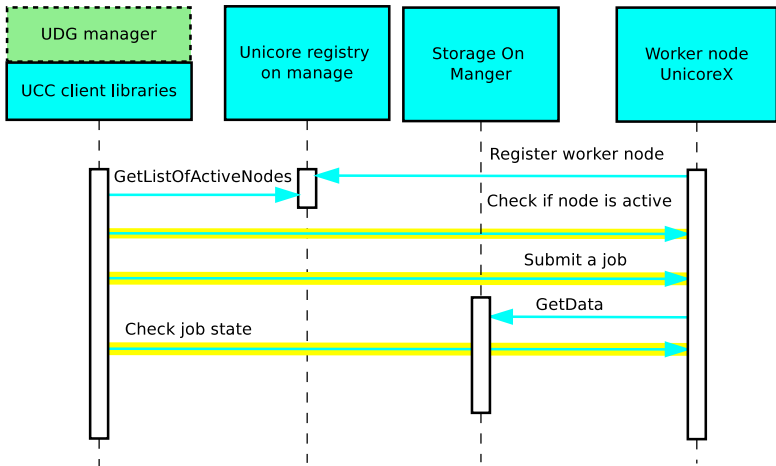 UDG manager
UCC client libraries
Unicore registry
on manage
Storage On
Manger
Worker node
UnicoreX
Register worker node
GetListOfActiveNodes
Check if node is active
Submit a job
GetData
Check job state